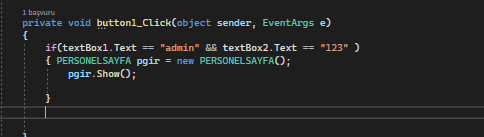 1 başvuru
private void button1_Click(object sender, EventArgs e)
{
if(textBox1.Text == "admin" && textBox2.Text == "123" )
{ PERSONELSAYFA pgir = new PERSONELSAYFA();
pgir.Show();
}
}